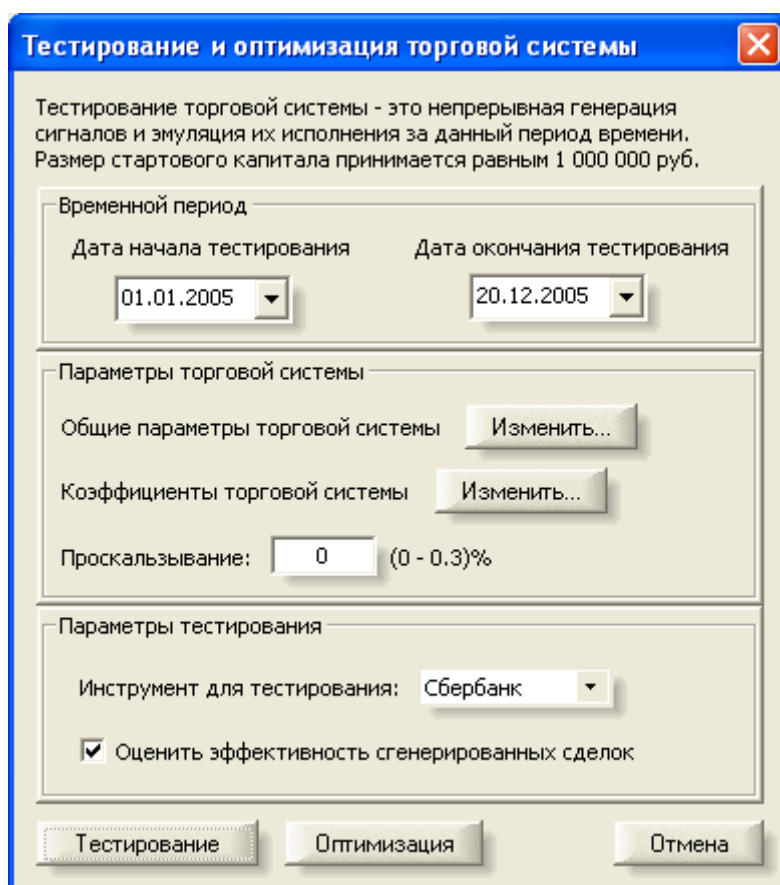 Тестирование и оптимизация торговой системы
Тестирование торговой системы - это непрерывная генерация
сигналов и эмуляция их исполнения за данный период времени.
Размер стартового капитала принимается равным 1 000 000 руб.
Временной период
Дата начала тестирования Дата окончания тестирования
01.01.2005 20.12.2005
Параметры торговой системы
Общие параметры торговой системы Изменить...
Коэффициенты торговой системы Изменить...
Проскальзывание: 0 (0 - 0.3)%
Параметры тестирования
Инструмент для тестирования: Сбербанк
Оценить эффективность сгенерированных сделок
Тестирование Оптимизация Отмена